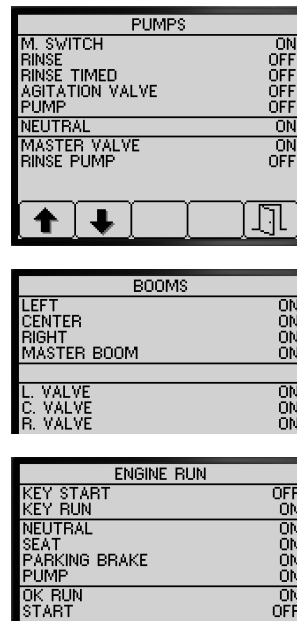 PUMPS
M. SWITCH ON
RINSE OFF
RINSE TIMED OFF
AGITATION VALVE OFF
PUMP OFF
NEUTRAL ON
MASTER VALVE ON
RINSE PUMP OFF
BOOMS
LEFT ON
CENTER ON
RIGHT ON
MASTER BOOM ON
L. VALVE ON
C. VALVE ON
R. VALVE ON
ENGINE RUN
KEY START OFF
KEY RUN ON
NEUTRAL ON
SEAT ON
PARKING BRAKE ON
PUMP ON
OK RUN ON
START OFF